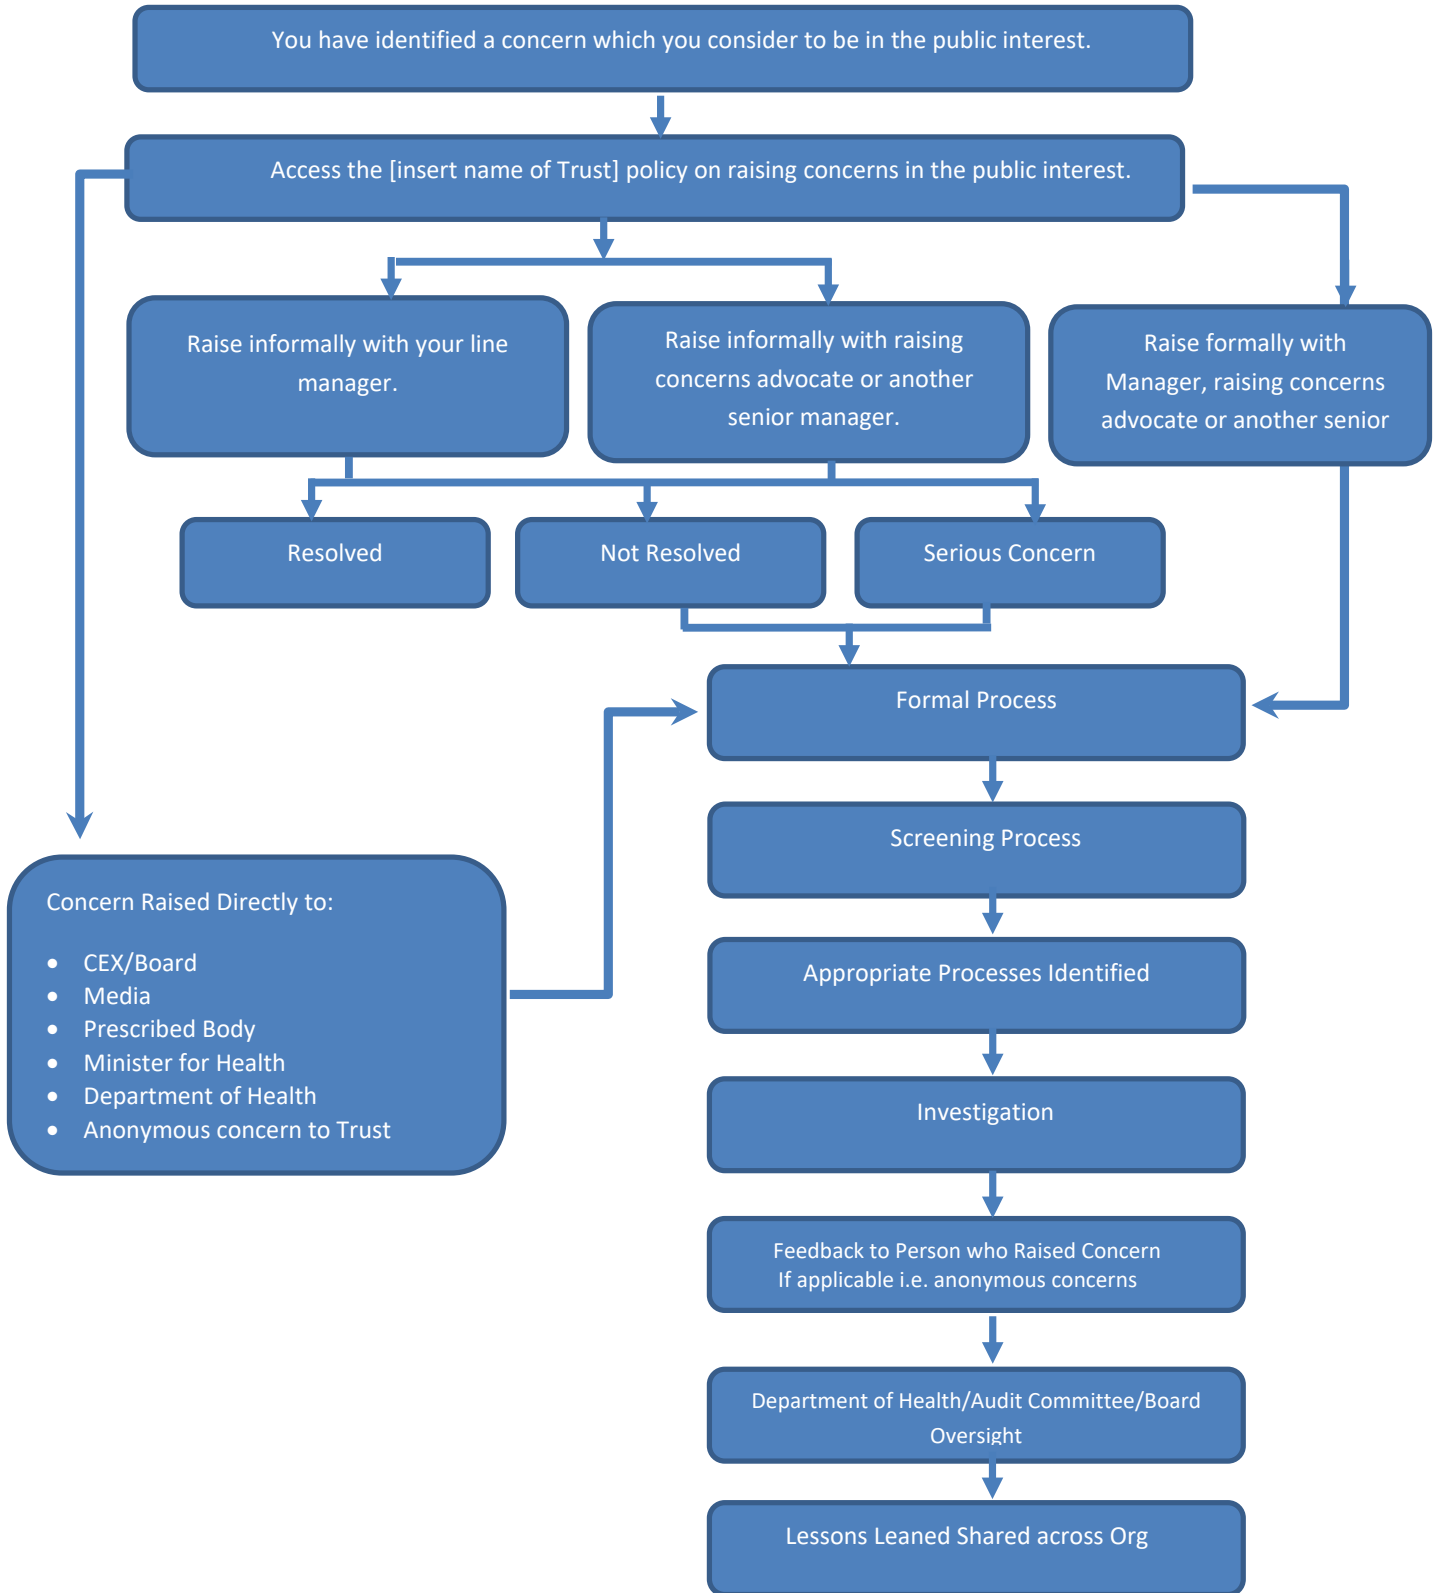 You have identified a concern which you consider to be in the public interest.
Access the [insert name of Trust] policy on raising concerns in the public interest.
Raise informally with your line
manager.
Raise informally with raising
concerns advocate or another
senior manager.
Raise formally with
Manager, raising concerns
advocate or another senior
Resolved
Not Resolved
Serious Concern
Formal Process
Screening Process
Appropriate Processes Identified
Investigation
Feedback to Person who Raised Concern
If applicable i.e. anonymous concerns
Department of Health/Audit Committee/Board
Oversight
Lessons Leaned Shared across Org
Concern Raised Directly to:
• CEX/Board
• Media
• Prescribed Body
• Minister for Health
• Department of Health
• Anonymous concern to Trust